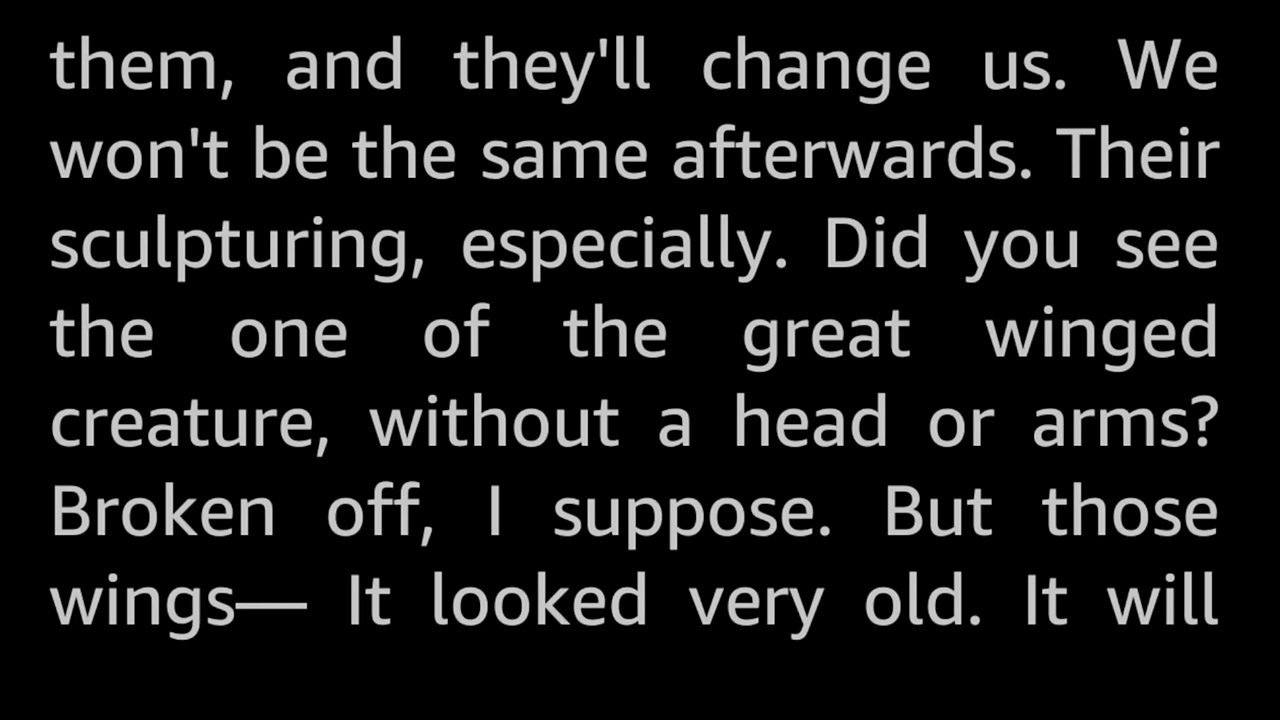 them, and they'll change us. We
won't be the same afterwards. Their
sculpturing, especially. Did you see
the one of the great winged
creature, without a head or arms?
Broken off, I suppose. But those
wings— It looked very old. It will